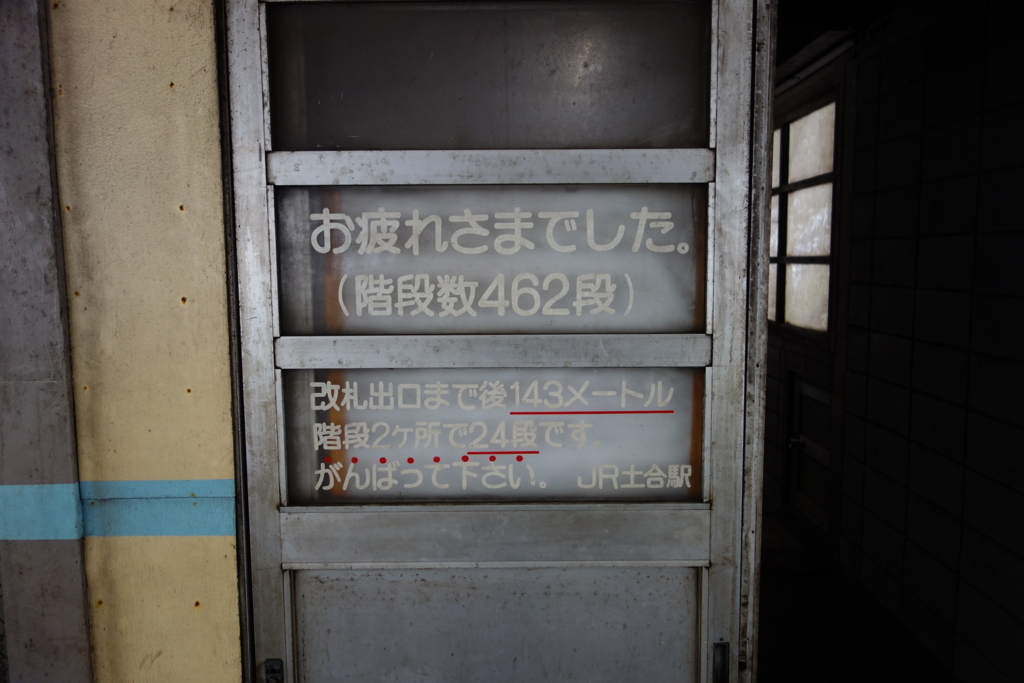 お疲れさまでした。
（階段数462段）
改札出口まで後143メートル
階段2ケ所で24段です。
がんばって下さい。 JR土合駅